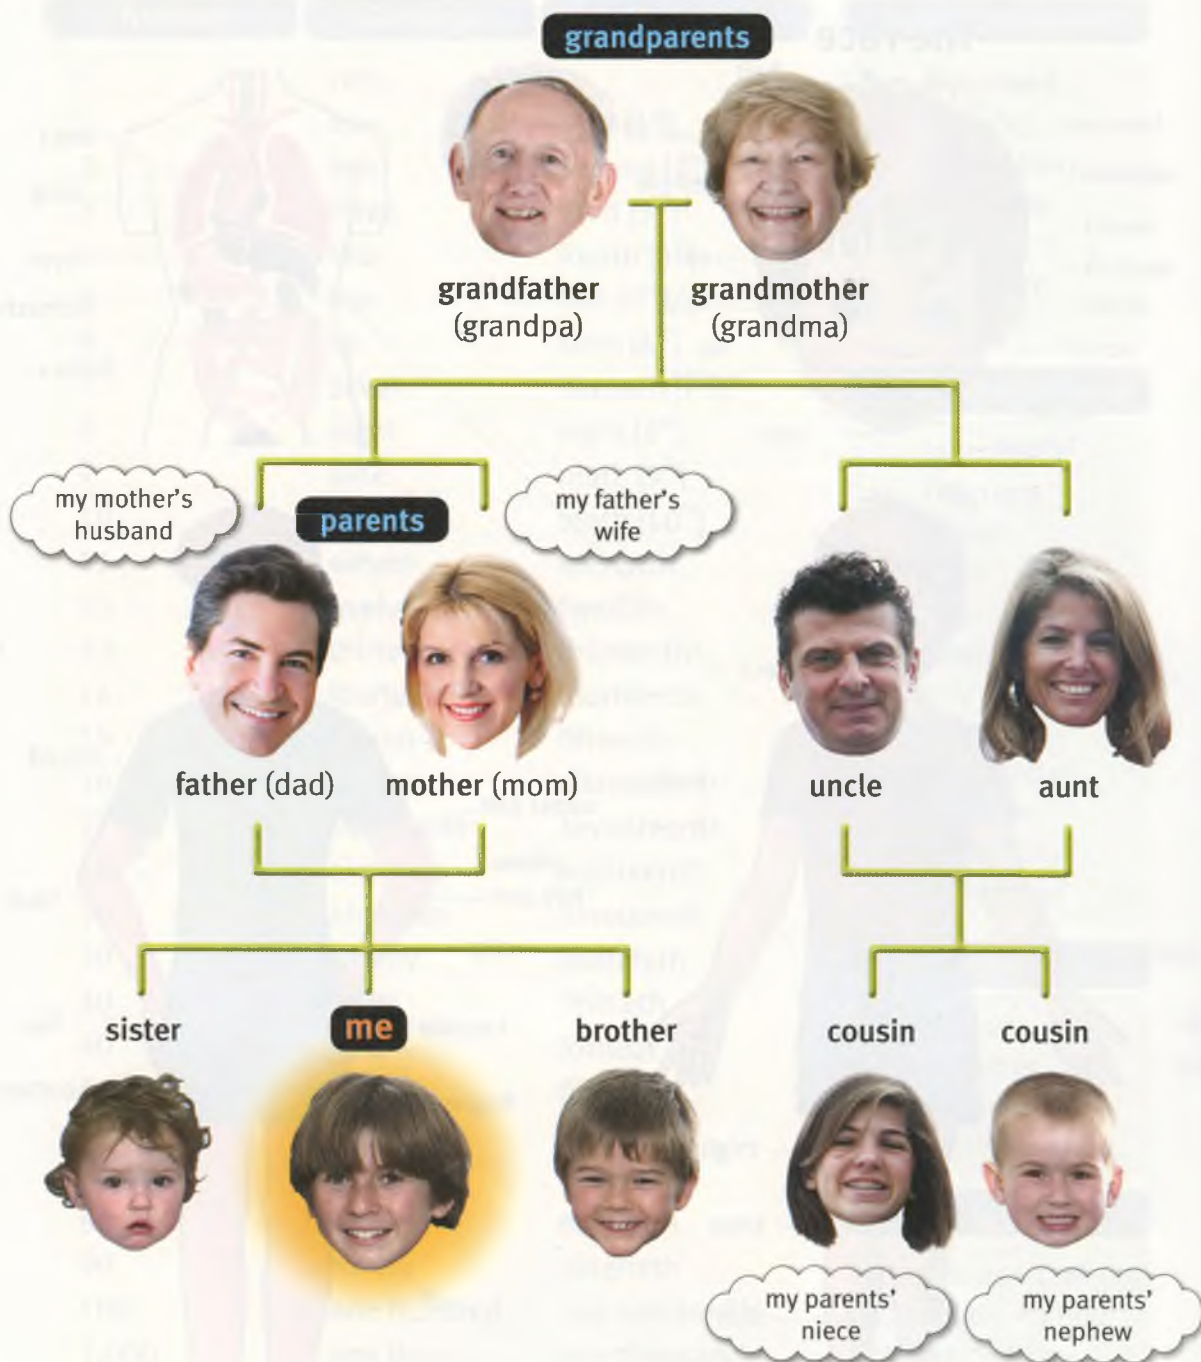 grandparents
grandfather
(grandpa)
grandmother
(grandma)
my mother's
husband
parents
my father's
wife
father (dad)
mother (mom)
uncle
aunt
sister
me
brother
cousin
cousin
my parents'
niece
my parents'
nephew